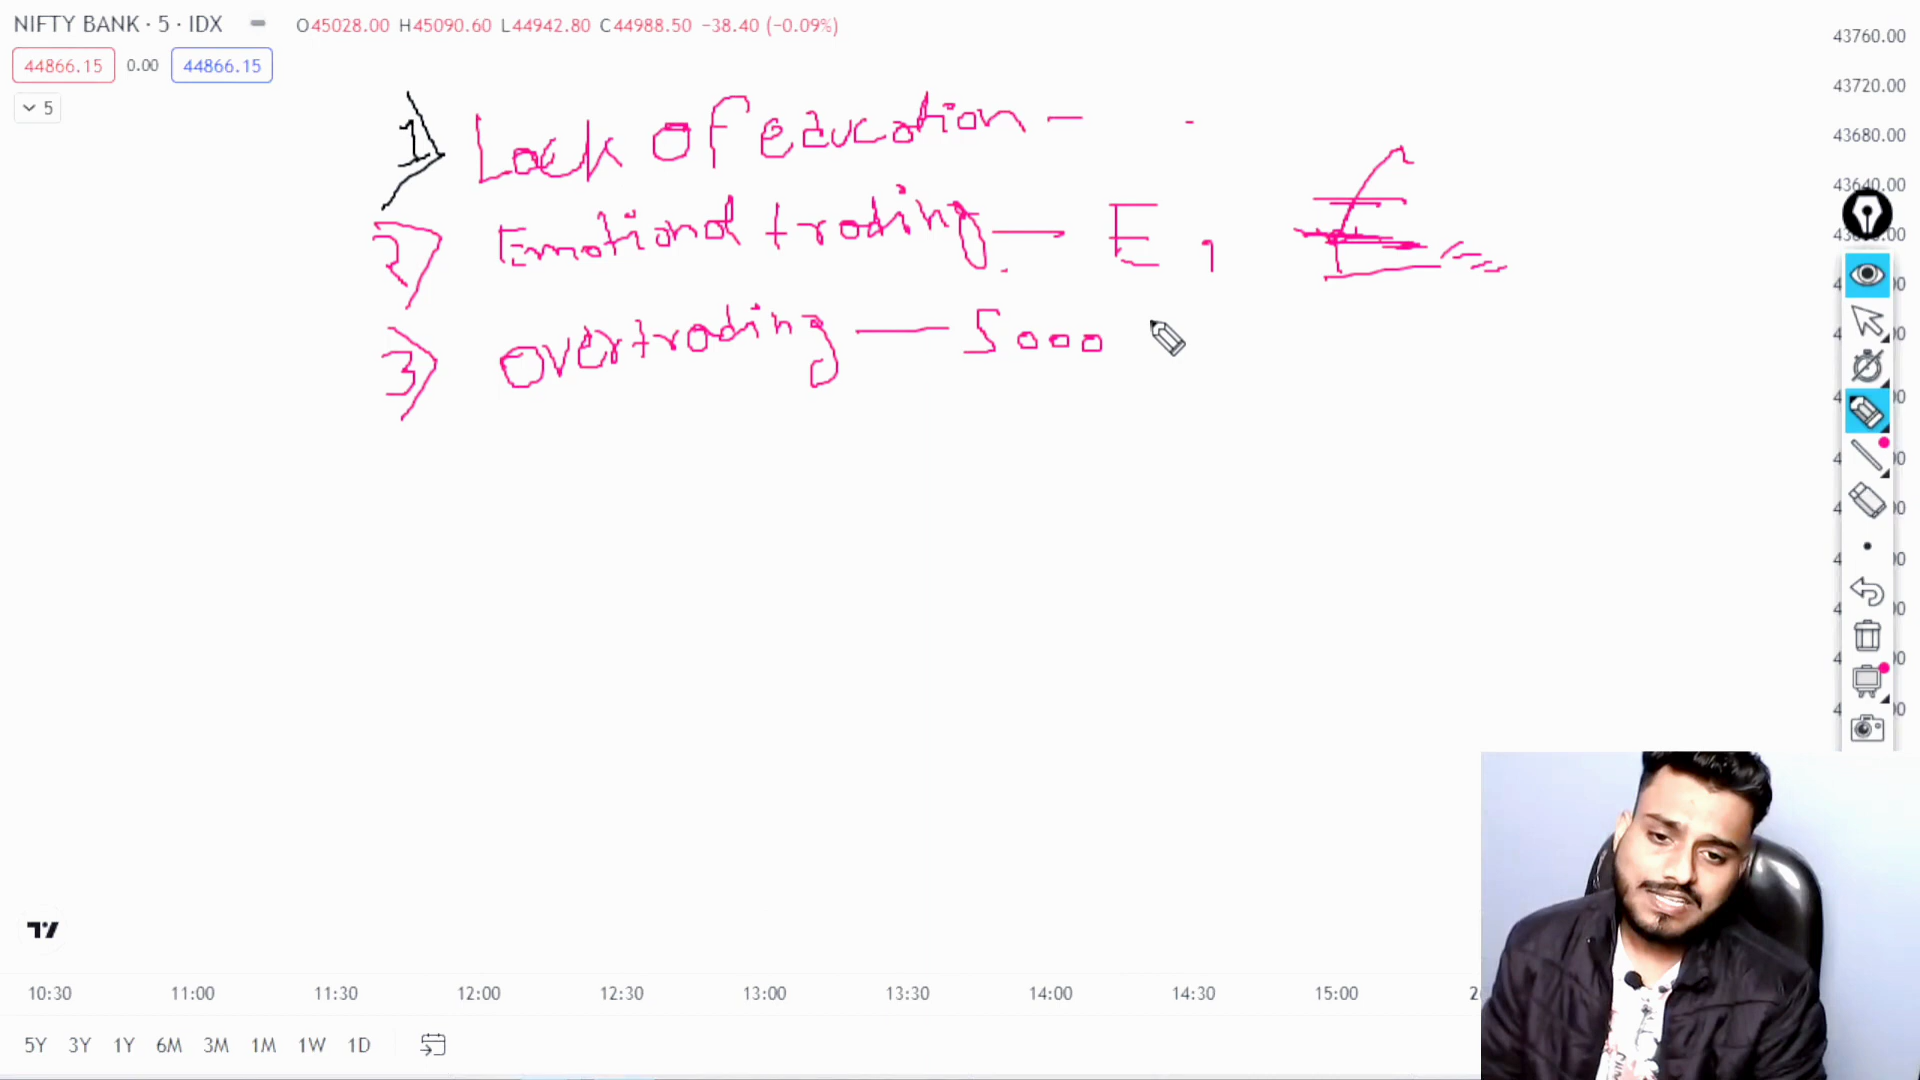 NIFTY BANK · 5 · IDX O45028.00 H45090.60 L44942.80 C44988.50 −38.40 (−0.09%)
44866.15 0.00 44866.15
5
1) Lack of education -
2) Emotional trading — E,
3) overtrading — 5000
43760.00
43720.00
43680.00
43640.00
10:30 11:00 11:30 12:00 12:30 13:00 13:30 14:00 14:30 15:00
5Y 3Y 1Y 6M 3M 1M 1W 1D